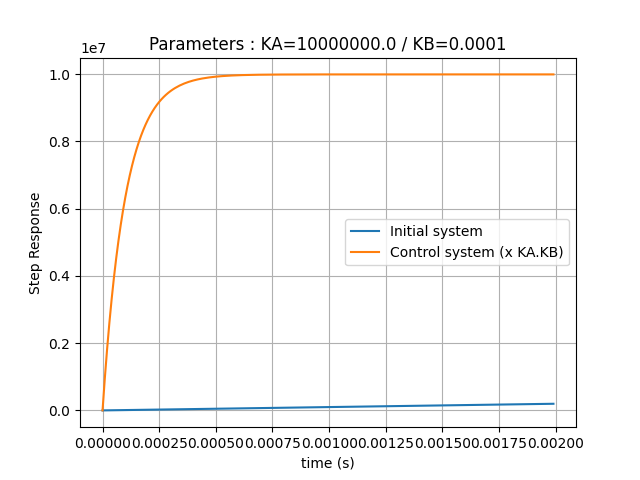 Parameters : KA=10000000.0 / KB=0.0001
1e7
1.0
0.8
0.6
0.4
0.2
0.0
Step Response
Initial system
Control system (x KA.KB)
0.00000 0.00025 0.00050 0.00075 0.00100 0.00125 0.00150 0.00175 0.00200
time (s)